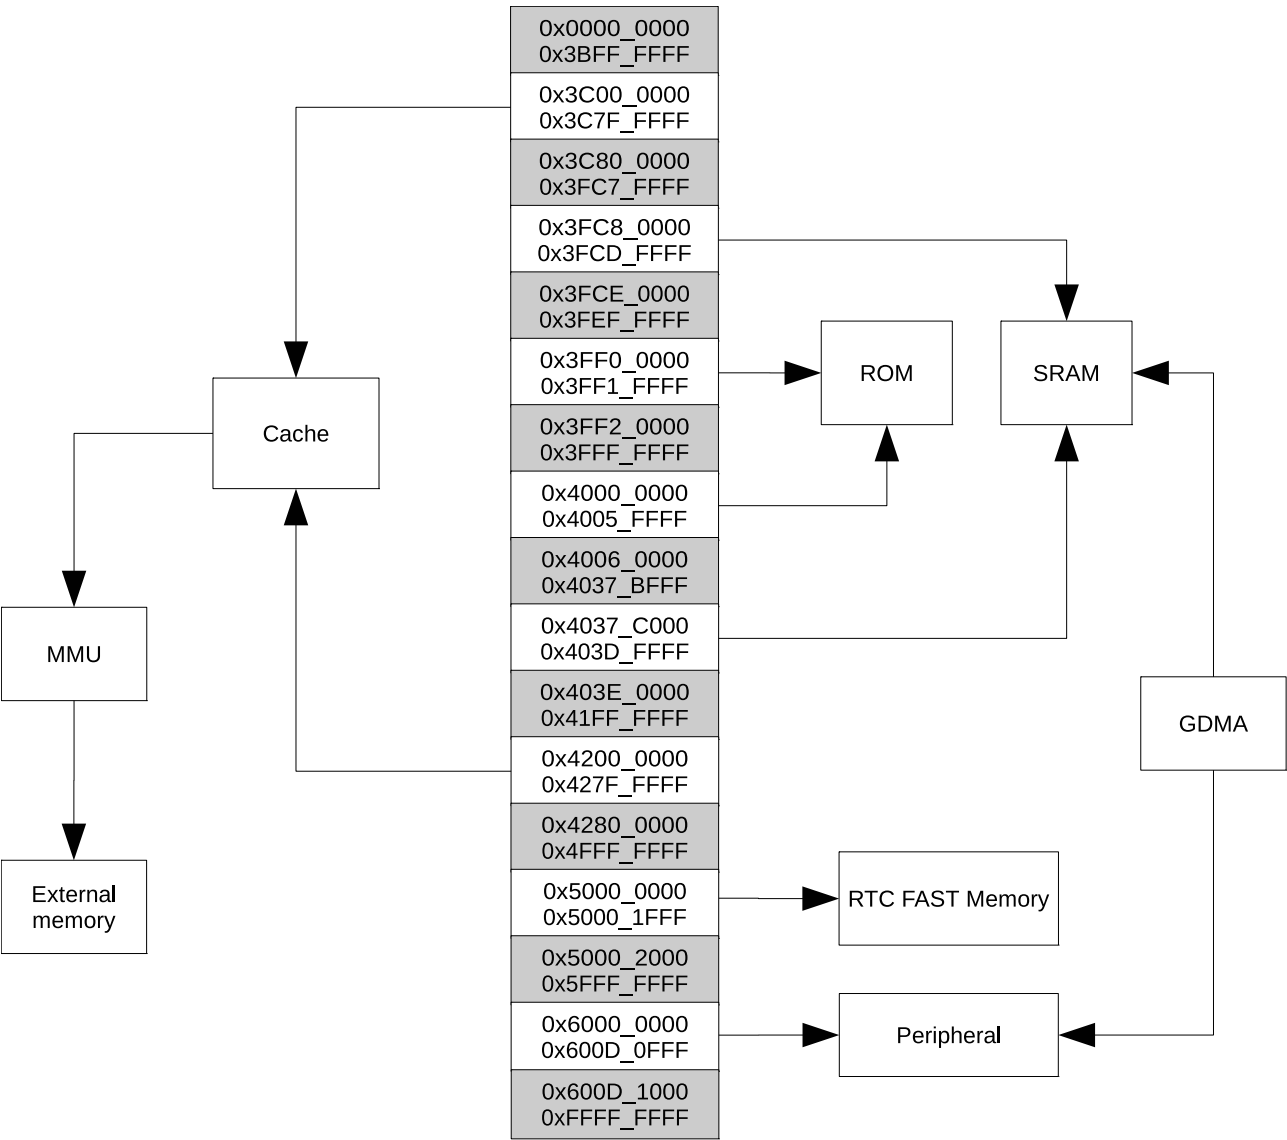 0x0000_0000
0x3BFF_FFFF
0x3C00_0000
0x3C7F_FFFF
0x3C80_0000
0x3FC7_FFFF
0x3FC8_0000
0x3FCD_FFFF
0x3FCE_0000
0x3FEF_FFFF
0x3FF0_0000
0x3FF1_FFFF
0x3FF2_0000
0x3FFF_FFFF
0x4000_0000
0x4005_FFFF
0x4006_0000
0x4037_BFFF
0x4037_C000
0x403D_FFFF
0x403E_0000
0x41FF_FFFF
0x4200_0000
0x427F_FFFF
0x4280_0000
0x4FFF_FFFF
0x5000_0000
0x5000_1FFF
0x5000_2000
0x5FFF_FFFF
0x6000_0000
0x600D_0FFF
0x600D_1000
0xFFFF_FFFF
Cache
MMU
External
memory
ROM
SRAM
GDMA
RTC FAST Memory
Peripheral